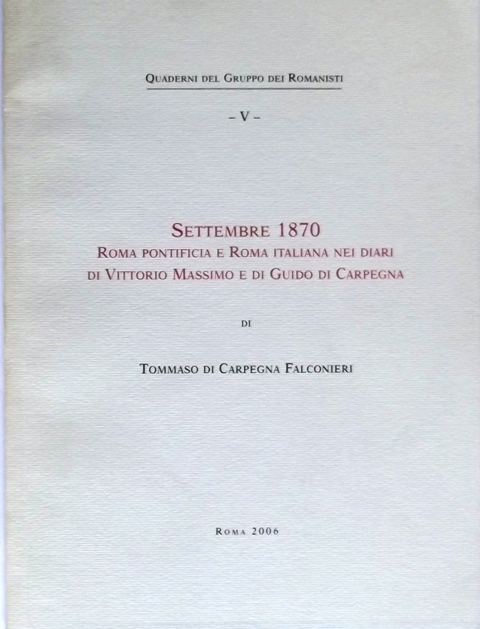 QUADERNI DEL GRUPPO DEI ROMANISTI
– V –
SETTEMBRE 1870
ROMA PONTIFICIA E ROMA ITALIANA NEI DIARI
DI VITTORIO MASSIMO E DI GUIDO DI CARPEGNA
DI
TOMMASO DI CARPEGNA FALCONIERI
ROMA 2006